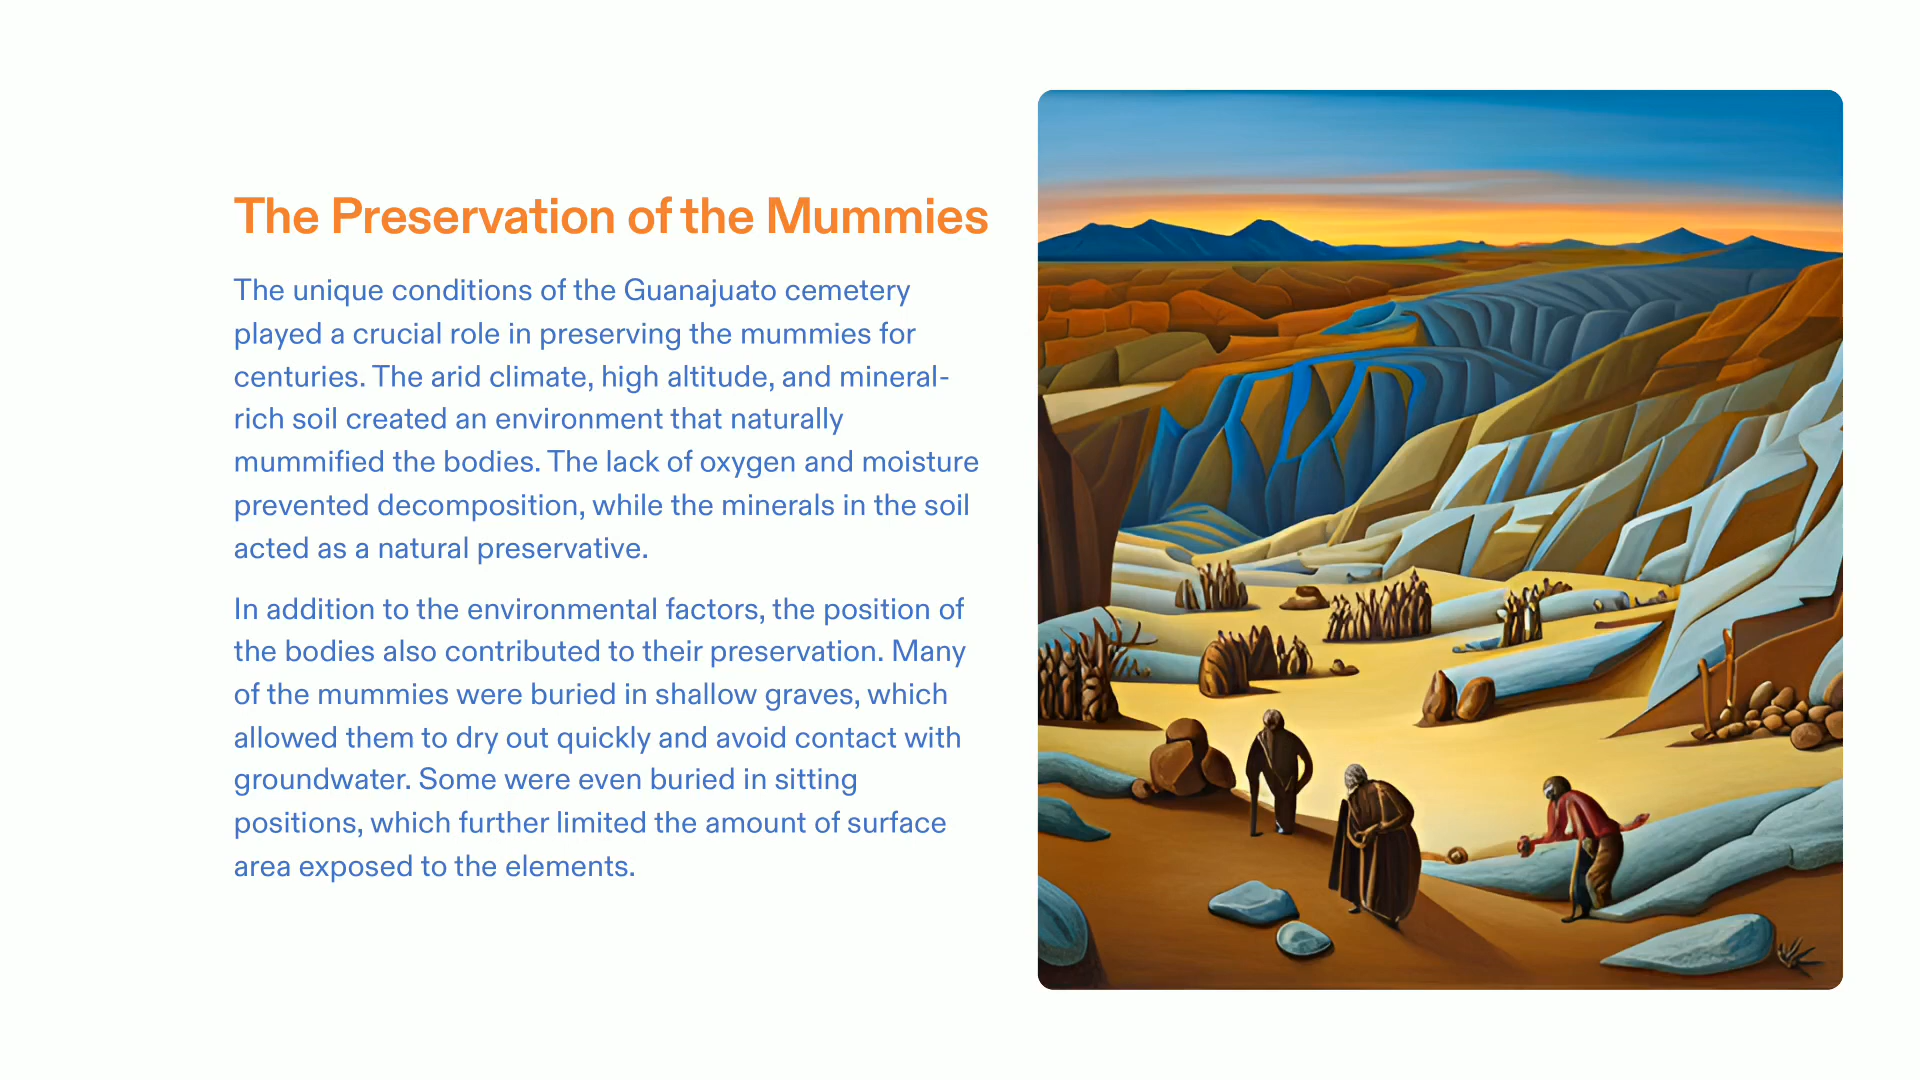 The Preservation of the Mummies
The unique conditions of the Guanajuato cemetery
played a crucial role in preserving the mummies for
centuries. The arid climate, high altitude, and mineral-
rich soil created an environment that naturally
mummified the bodies. The lack of oxygen and moisture
prevented decomposition, while the minerals in the soil
acted as a natural preservative.
In addition to the environmental factors, the position of
the bodies also contributed to their preservation. Many
of the mummies were buried in shallow graves, which
allowed them to dry out quickly and avoid contact with
groundwater. Some were even buried in sitting
positions, which further limited the amount of surface
area exposed to the elements.